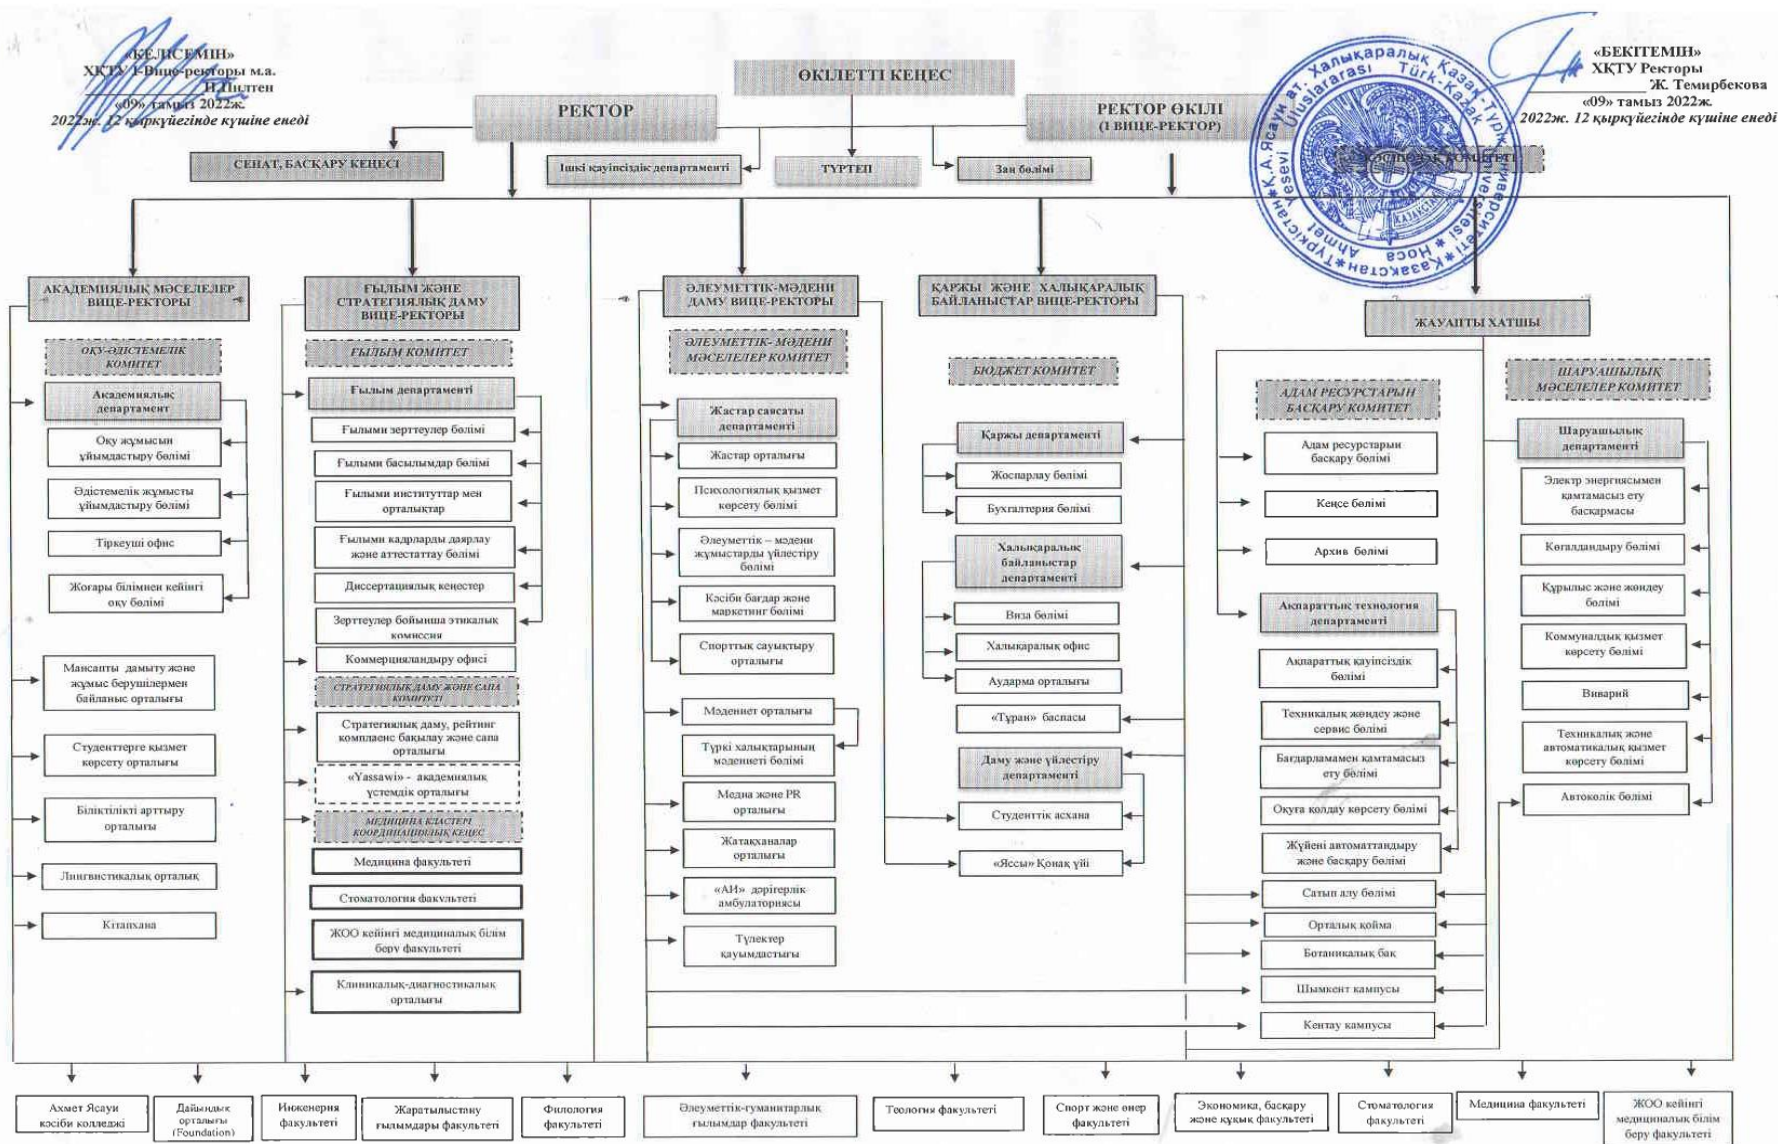 «КЕЛІСЕМІН»
ХҚТУ 1-Вице-ректоры м.а.
П.Пилтен
«09» тамыз 2022ж.
2022ж. 12 қыркүйегінде күшіне енеді
ӨКІЛЕТТІ КЕҢЕС
РЕКТОР
РЕКТОР ӨКІЛІ
(1 ВИЦЕ-РЕКТОР)
«БЕКІТЕМІН»
ХҚТУ Ректоры
Ж. Темирбекова
«09» тамыз 2022ж.
2022ж. 12 қыркүйегінде күшіне енеді
СЕНАТ, БАСҚАРУ КЕҢЕСІ
Ішкі қауіпсіздік департаменті
ТҮРТЕП
Заң бөлімі
КОМИТЕТІ
АКАДЕМИЯЛЫҚ МӘСЕЛЕЛЕР
ВИЦЕ-РЕКТОРЫ
ОҚУ-ӘДІСТЕМЕЛІК
КОМИТЕТ
Академиялық
департамент
Оқу жұмысын
ұйымдастыру бөлімі
Әдістемелік жұмысты
ұйымдастыру бөлімі
Тіркеуші офис
Жоғары білімнен кейінгі
оқу бөлімі
Мансапты дамыту және
жұмыс берушілермен
байланыс орталығы
Студенттерге қызмет
көрсету орталығы
Біліктілікті арттыру
орталығы
Лингвистикалық орталық
Кітапхана
ҒЫЛЫМ ЖӘНЕ
СТРАТЕГИЯЛЫҚ ДАМУ
ВИЦЕ-РЕКТОРЫ
ҒЫЛЫМ КОМИТЕТ
Ғылым департаменті
Ғылыми зерттеулер бөлімі
Ғылыми басылымдар бөлімі
Ғылыми институттар мен
орталықтар
Ғылыми кадрларды даярлау
және аттестаттау бөлімі
Диссертациялық кеңестер
Зерттеулер бойынша этикалық
комиссия
Коммерцияландыру офисі
СТРАТЕГИЯЛЫҚ ДАМУ ЖӘНЕ САПА
КОМИТЕТІ
Стратегиялық даму, рейтинг
комплаенс бақылау және сапа
орталығы
«Yassawi» - академиялық
үстемдік орталығы
МЕДИЦИНА КЛАСТЕРІ
КООРДИНАЦИЯЛЫҚ КЕҢЕС
Медицина факультеті
Стоматология факультеті
ЖОО кейінгі медициналық білім
беру факультеті
Клиникалық-диагностикалық
орталығы
ӘЛЕУМЕТТІК-МӘДЕНИ
ДАМУ ВИЦЕ-РЕКТОРЫ
ӘЛЕУМЕТТІК- МӘДЕНИ
МӘСЕЛЕЛЕР КОМИТЕТ
Жастар саясаты
департаменті
Жастар орталығы
Психологиялық қызмет
көрсету бөлімі
Әлеуметтік – мәдени
жұмыстарды үйлестіру
бөлімі
Кәсіби бағдар және
маркетинг бөлімі
Спорттық сауықтыру
орталығы
Мәдениет орталығы
Түркі халықтарының
мәдениеті бөлімі
Медиа және PR
орталығы
Жатақханалар
орталығы
«АИ» дәрігерлік
амбулаториясы
Түлектер
қауымдастығы
ҚАРЖЫ ЖӘНЕ ХАЛЫҚАРАЛЫҚ
БАЙЛАНЫСТАР ВИЦЕ-РЕКТОРЫ
БЮДЖЕТ КОМИТЕТ
Қаржы департаменті
Жоспарлау бөлімі
Бухгалтерия бөлімі
Халықаралық
байланыстар
департаменті
Виза бөлімі
Халықаралық офис
Аударма орталығы
«Тұран» баспасы
Даму және үйлестіру
департаменті
Студенттік асхана
«Яссы» Қонақ үйі
ЖАУАПТЫ ХАТШЫ
АДАМ РЕСУРСТАРЫН
БАСҚАРУ КОМИТЕТ
Адам ресурстарын
басқару бөлімі
Кеңсе бөлімі
Архив бөлімі
Ақпараттық технология
департаменті
Ақпараттық қауіпсіздік
бөлімі
Техникалық жөндеу және
сервис бөлімі
Бағдарламамен қамтамасыз
ету бөлімі
Оқуға қолдау көрсету бөлімі
Жүйені автоматтандыру
және басқару бөлімі
Сатып алу бөлімі
Орталық қойма
Ботаникалық бақ
Шымкент кампусы
Кентау кампусы
ШАРУАШЫЛЫҚ
МӘСЕЛЕЛЕР КОМИТЕТ
Шаруашылық
департаменті
Электр энергиясымен
қамтамасыз ету
басқармасы
Көгалдандыру бөлімі
Құрылыс және жөндеу
бөлімі
Коммуналдық қызмет
көрсету бөлімі
Виварий
Техникалық және
автоматикалық қызмет
көрсету бөлімі
Автокөлік бөлімі
Ахмет Ясауи
кәсіби колледжі
Дайындық
орталығы
(Foundation)
Инженерия
факультеті
Жаратылыстану
ғылымдары факультеті
Филология
факультеті
Әлеуметтік-гуманитарлық
ғылымдар факультеті
Теология факультеті
Спорт және өнер
факультеті
Экономика, басқару
және құқық факультеті
Стоматология
факультеті
Медицина факультеті
ЖОО кейінгі
медициналық білім
беру факультеті